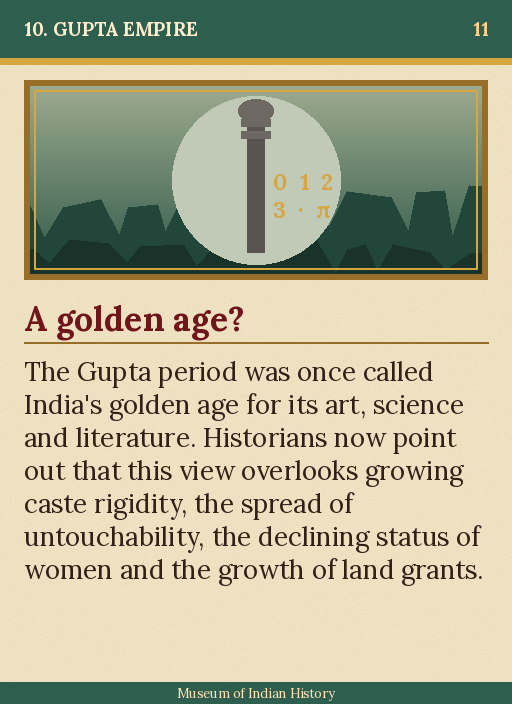 10. GUPTA EMPIRE
11
0 1 2
3 · π
A golden age?
The Gupta period was once called
India's golden age for its art, science
and literature. Historians now point
out that this view overlooks growing
caste rigidity, the spread of
untouchability, the declining status of
women and the growth of land grants.
Museum of Indian History